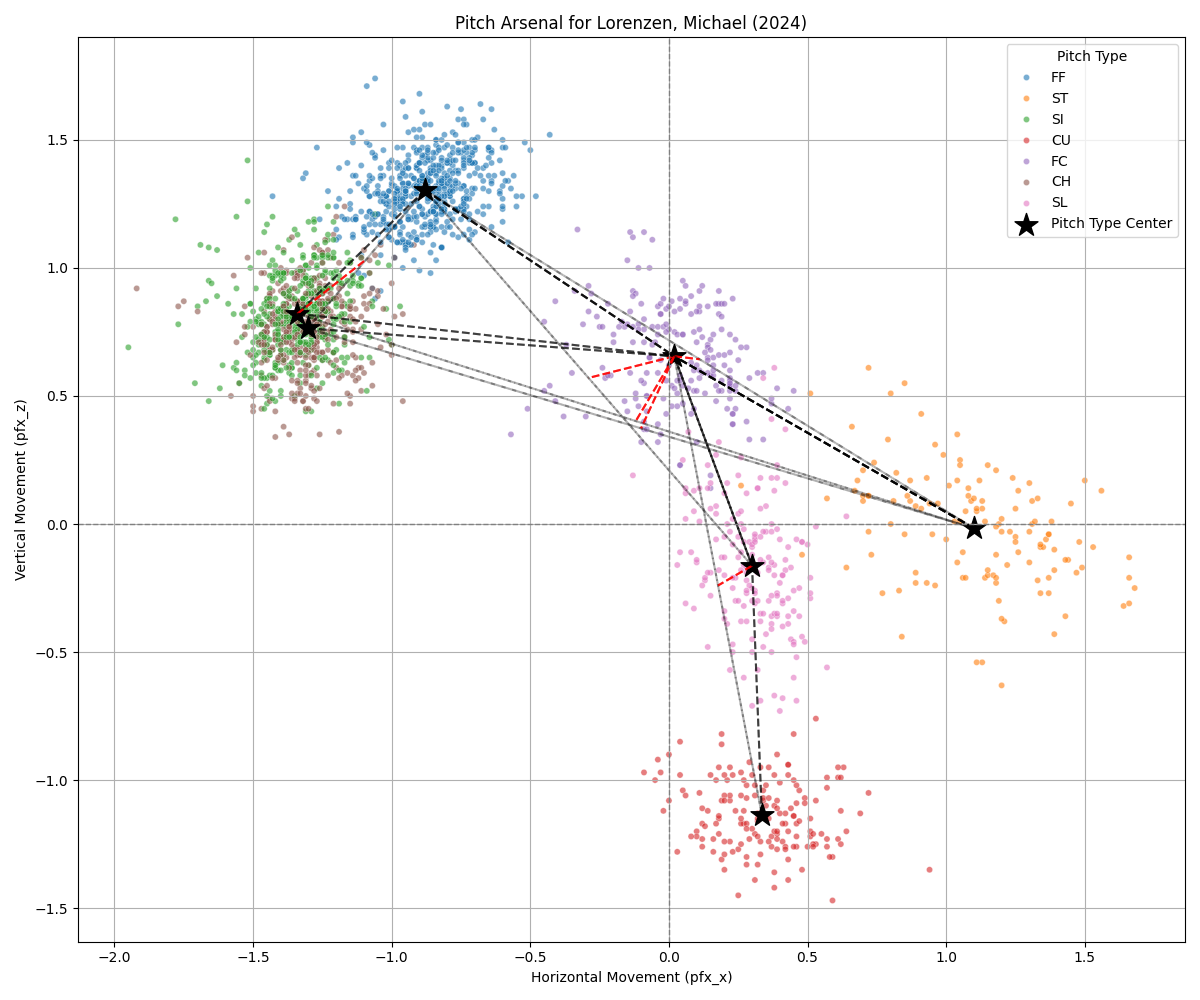 Pitch Arsenal for Lorenzen, Michael (2024)
Pitch Type
FF
ST
SI
CU
FC
CH
SL
Pitch Type Center
Vertical Movement (pfx_z)
1.5
1.0
0.5
0.0
−0.5
−1.0
−1.5
−2.0 −1.5 −1.0 −0.5 0.0 0.5 1.0 1.5
Horizontal Movement (pfx_x)